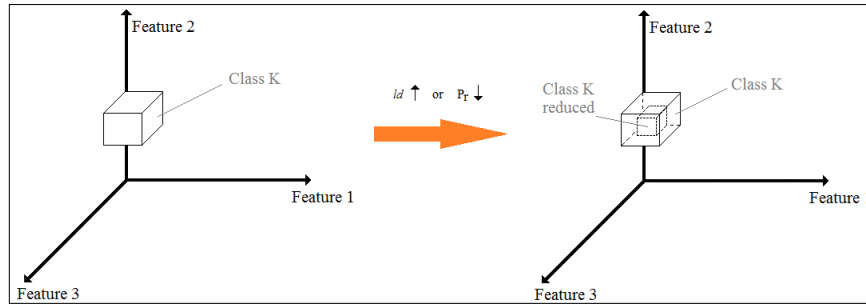 Feature 2
Class K
Feature 1
Feature 3
ld ↑ or Pr ↓
Feature 2
Class K
reduced
Class K
Feature
Feature 3